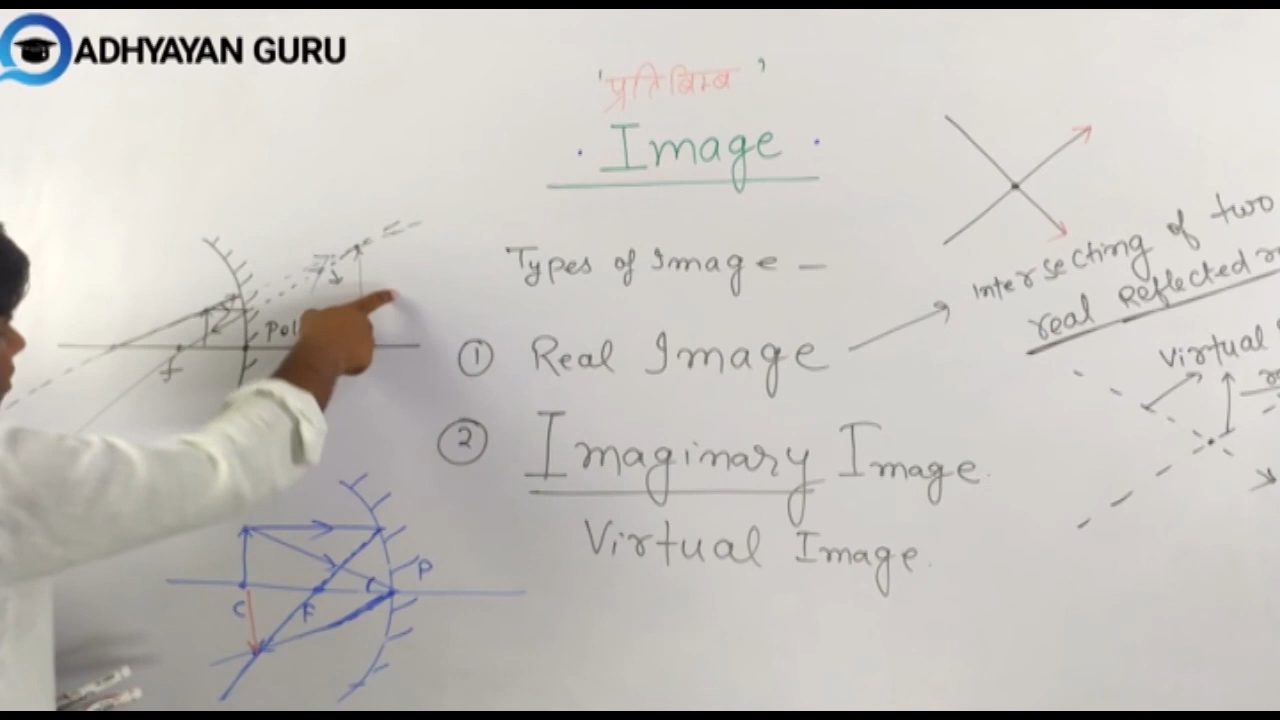 ADHYAYAN GURU
'प्रतिबिम्ब'
Image
Types of Image –
① Real Image
Intersecting of two
real Reflected
② Imaginary Image.
Virtual Image.
Virtual
Pol
f
C
F
P